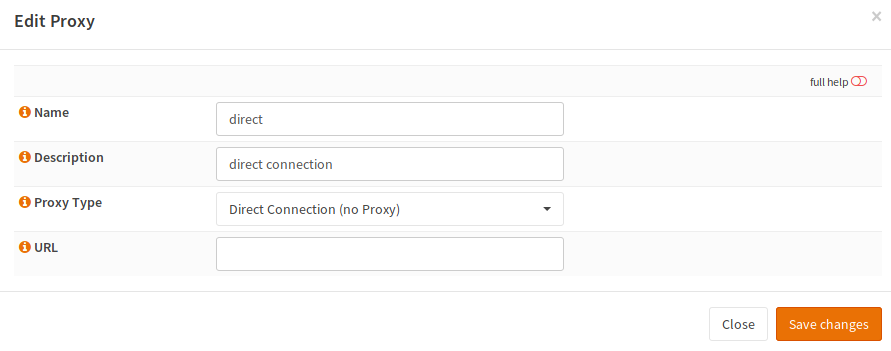 Edit Proxy
×
full help
Name
direct
Description
direct connection
Proxy Type
Direct Connection (no Proxy)
URL
Close
Save changes